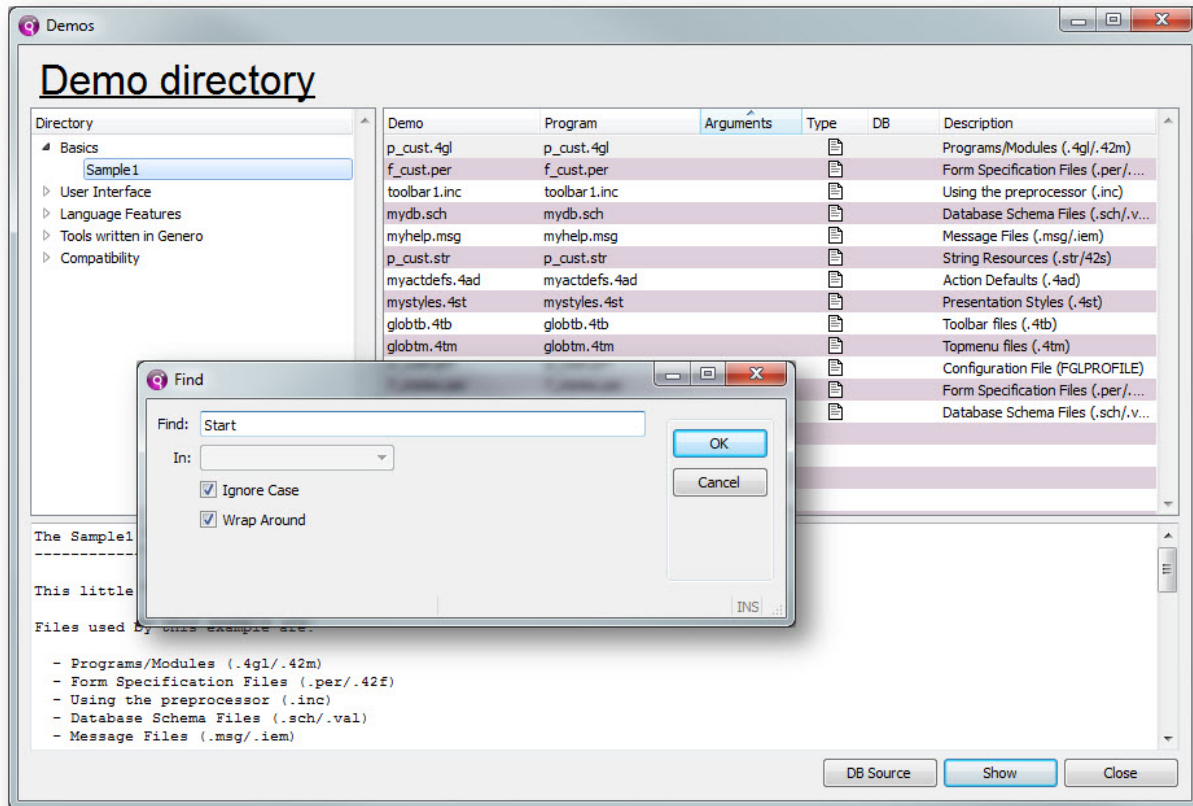 Demos
Demo directory
Directory
Basics
Sample1
User Interface
Language Features
Tools written in Genero
Compatibility
Demo Program Arguments Type DB Description
p_cust.4gl p_cust.4gl Programs/Modules (.4gl/.42m)
f_cust.per f_cust.per Form Specification Files (.per/....
toolbar1.inc toolbar1.inc Using the preprocessor (.inc)
mydb.sch mydb.sch Database Schema Files (.sch/.v...
myhelp.msg myhelp.msg Message Files (.msg/.iem)
p_cust.str p_cust.str String Resources (.str/42s)
myactdefs.4ad myactdefs.4ad Action Defaults (.4ad)
mystyles.4st mystyles.4st Presentation Styles (.4st)
globtb.4tb globtb.4tb Toolbar files (.4tb)
globtm.4tm globtm.4tm Topmenu files (.4tm)
Configuration File (FGLPROFILE)
Form Specification Files (.per/....
Database Schema Files (.sch/.v...
Find
Find: Start
In:
Ignore Case
Wrap Around
OK
Cancel
INS
The Sample1
-------------
This little
Files used by this example are:
- Programs/Modules (.4gl/.42m)
- Form Specification Files (.per/.42f)
- Using the preprocessor (.inc)
- Database Schema Files (.sch/.val)
- Message Files (.msg/.iem)
DB Source Show Close